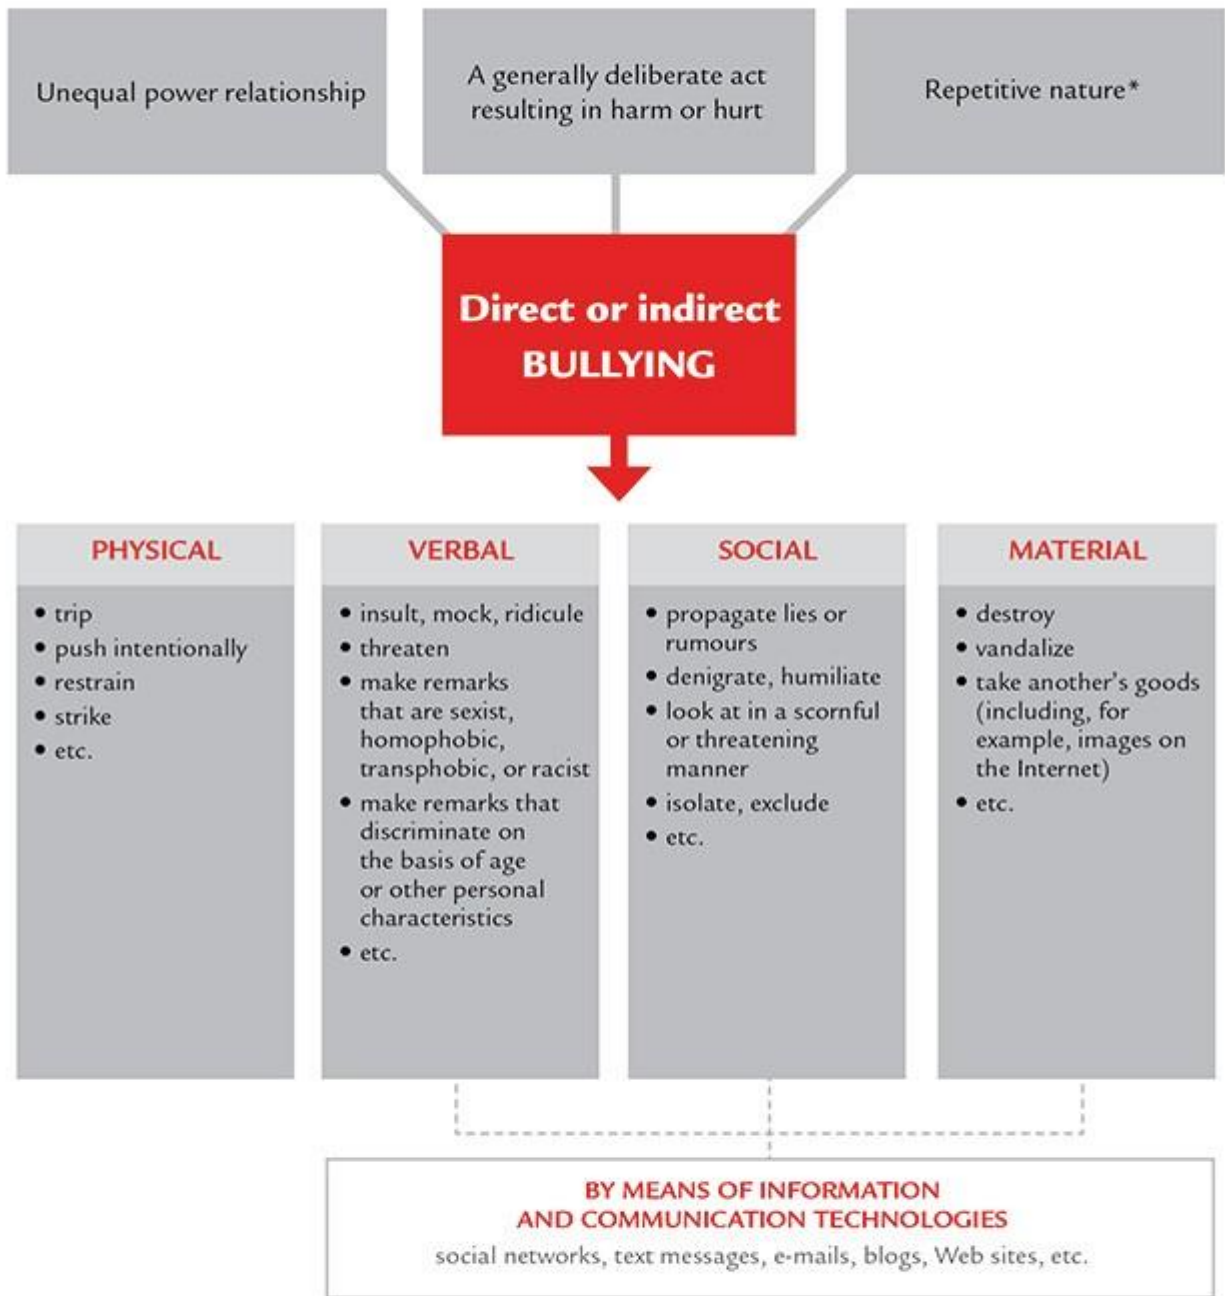 Unequal power relationship
A generally deliberate act
resulting in harm or hurt
Repetitive nature*
Direct or indirect
BULLYING
PHYSICAL
• trip
• push intentionally
• restrain
• strike
• etc.
VERBAL
• insult, mock, ridicule
• threaten
• make remarks
that are sexist,
homophobic,
transphobic, or racist
• make remarks that
discriminate on
the basis of age
or other personal
characteristics
• etc.
SOCIAL
• propagate lies or
rumours
• denigrate, humiliate
• look at in a scornful
or threatening
manner
• isolate, exclude
• etc.
MATERIAL
• destroy
• vandalize
• take another's goods
(including, for
example, images on
the Internet)
• etc.
BY MEANS OF INFORMATION
AND COMMUNICATION TECHNOLOGIES
social networks, text messages, e-mails, blogs, Web sites, etc.